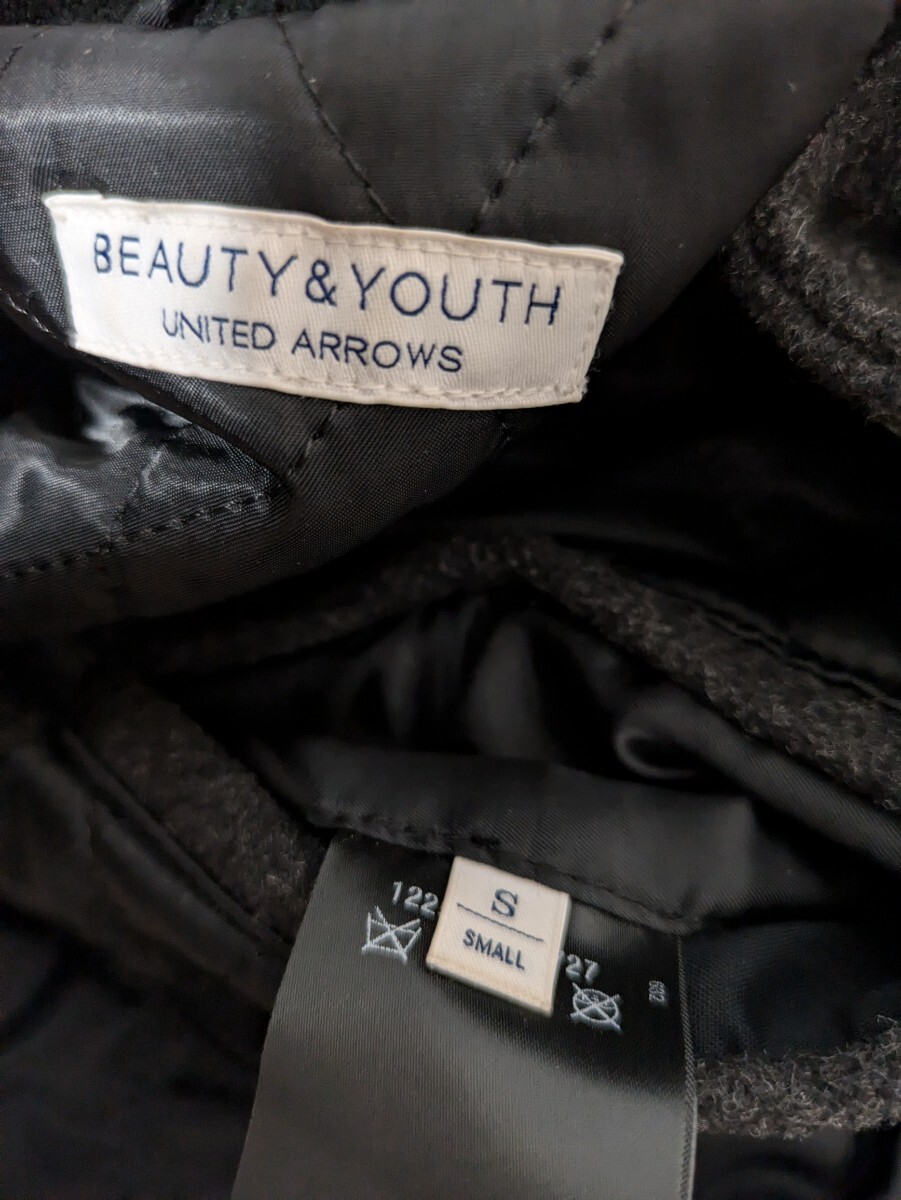 BEAUTY&YOUTH
UNITED ARROWS
122
S
SMALL
27